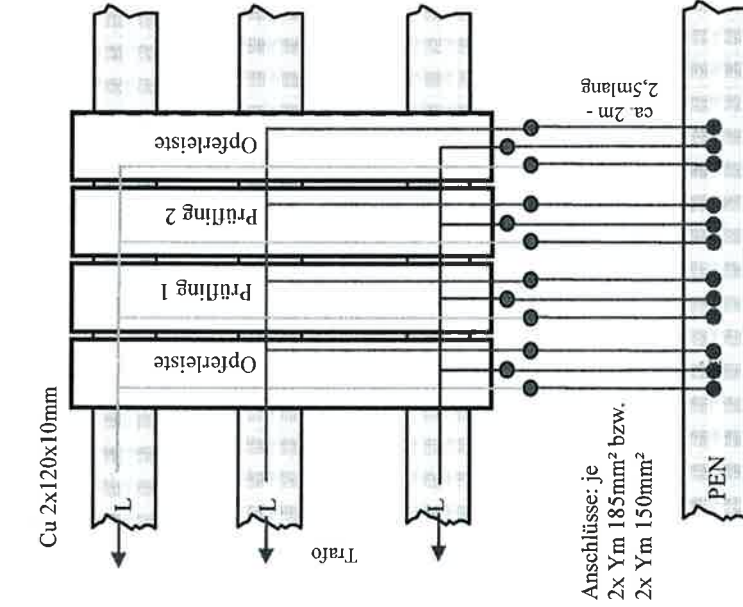 Cu 2x120x10mm
Opferleiste
Prüfling 2
Prüfling 1
Opferleiste
L
L
L
Trafo
ca. 2m -
2,5mlang
Anschlüsse: je
2x Ym 185mm² bzw.
2x Ym 150mm²
PEN